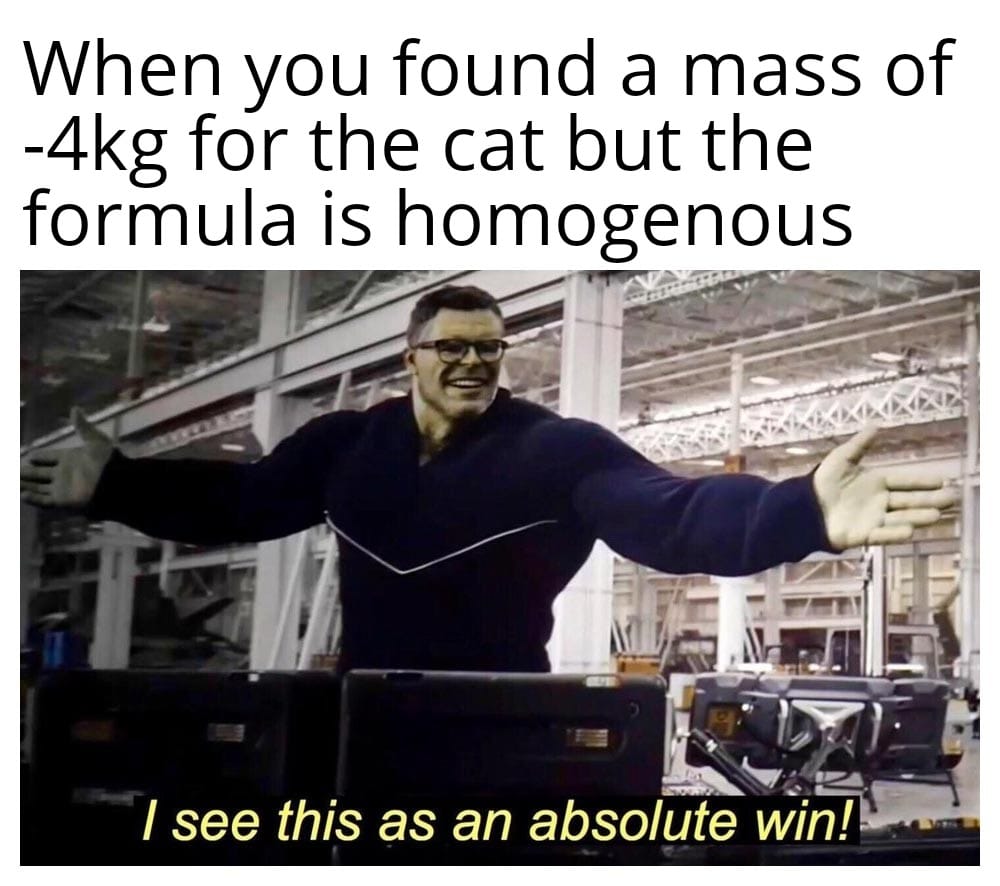 When you found a mass of
-4kg for the cat but the
formula is homogenous
I see this as an absolute win!